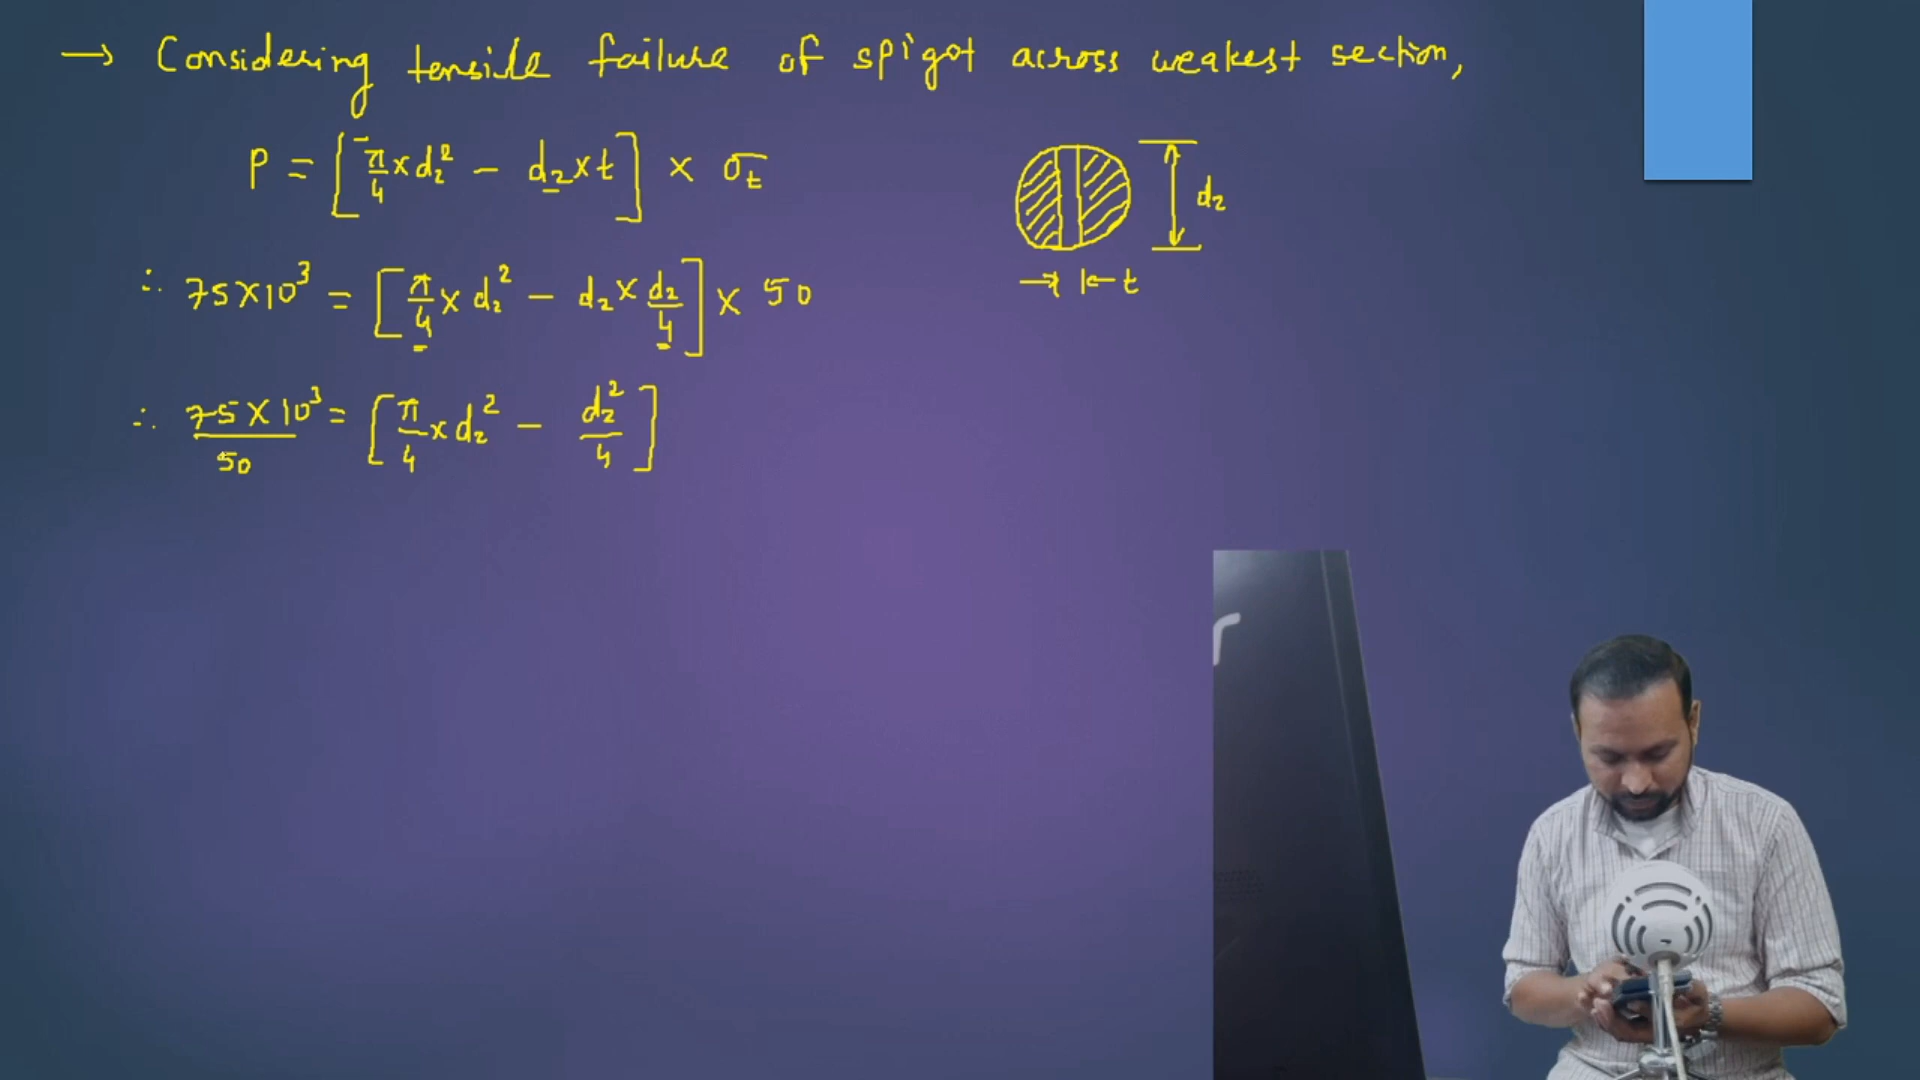 → Considering tensile failure of spigot across weakest section,
P = [π/4 × d₂² − d₂ × t] × σt
d₂
t
∴ 75×10³ = [π/4 × d₂² − d₂ × d₂/4] × 50
∴ 75×10³/50 = [π/4 × d₂² − d₂²/4]
r